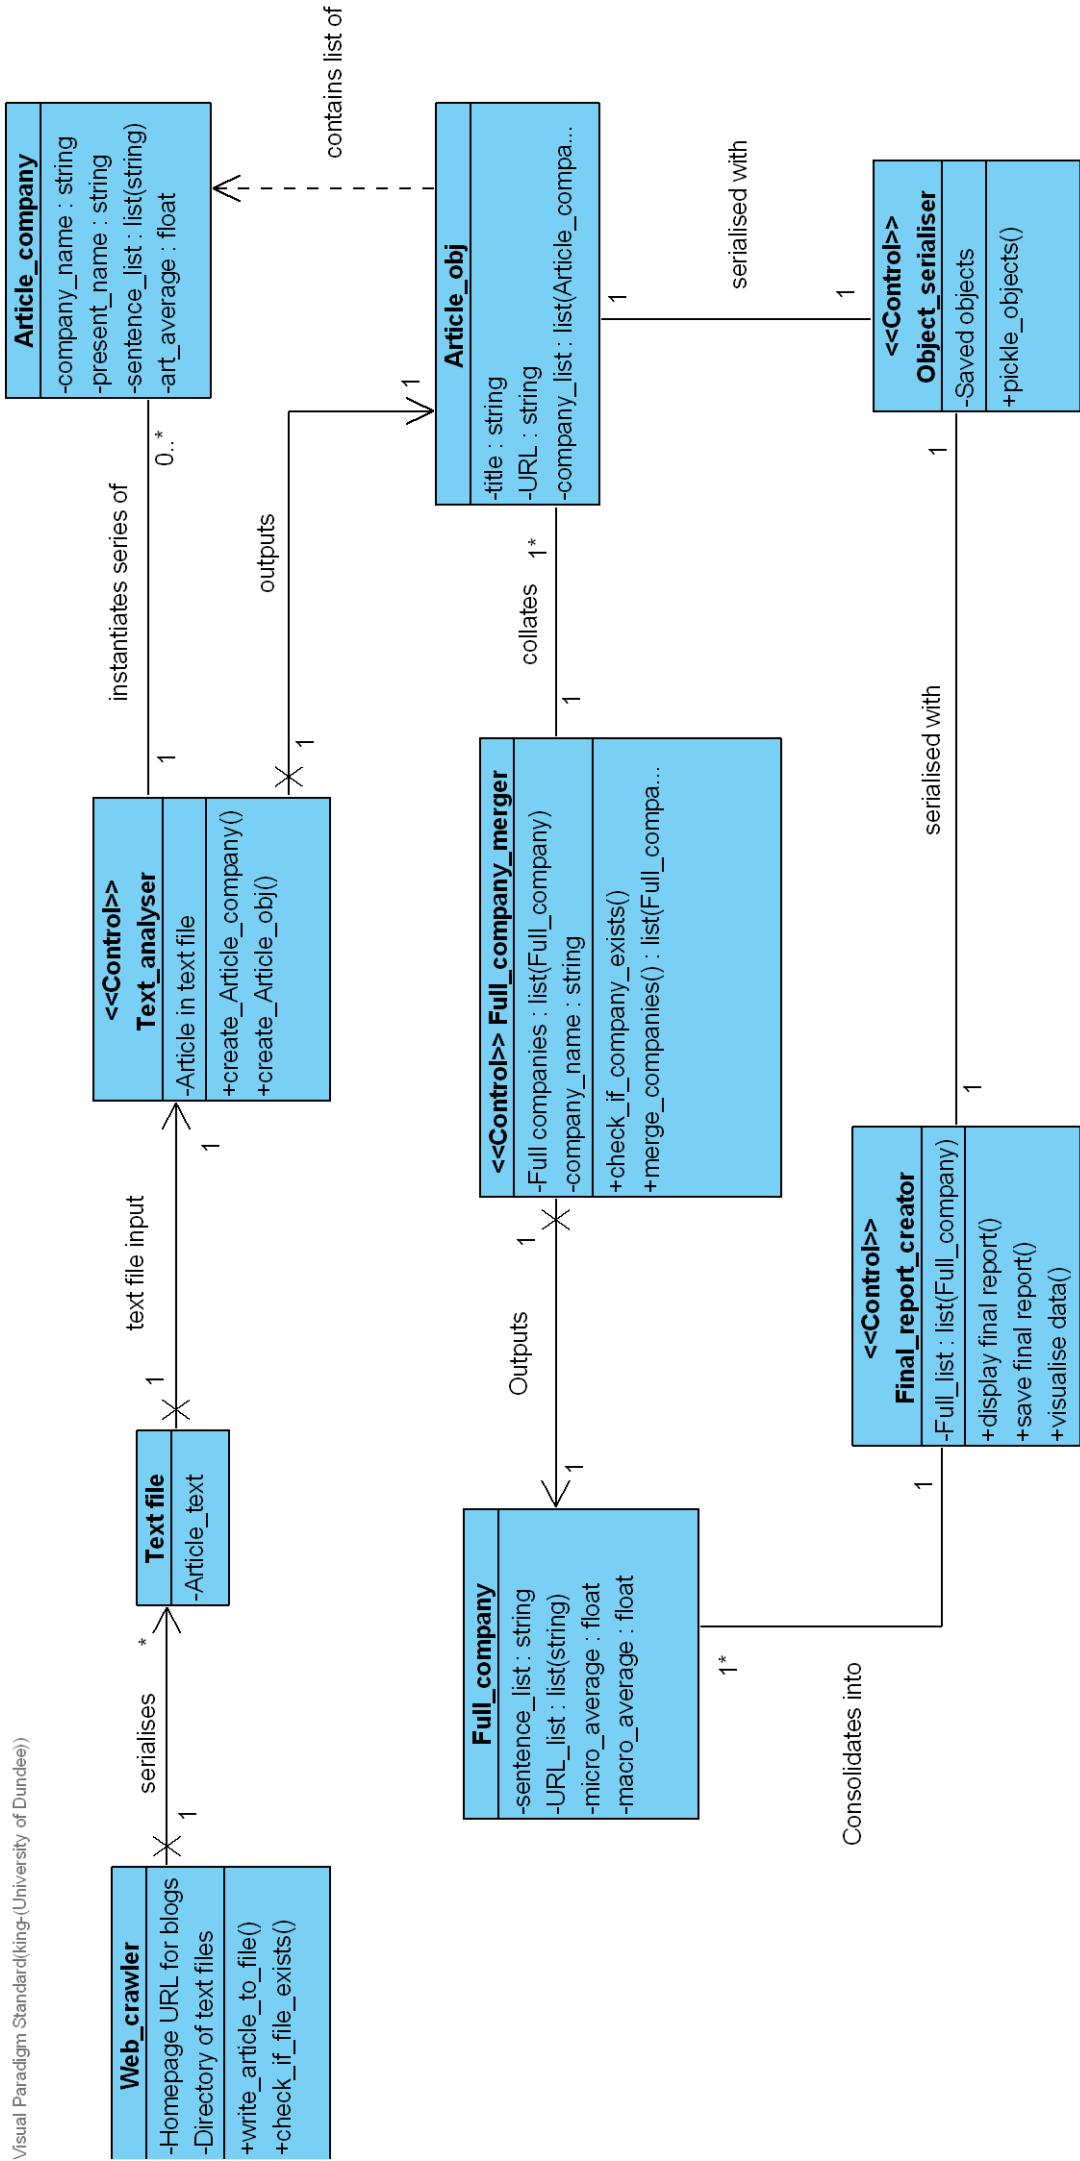 Visual Paradigm Standard(king-(University of Dundee))
Web_crawler
-Homepage URL for blogs
-Directory of text files
+write_article_to_file()
+check_if_file_exists()
1
serialises
*
Text file
-Article_text
1
text file input
1
<<Control>>
Text_analyser
-Article in text file
+create_Article_company()
+create_Article_obj()
1
instantiates series of
0..*
Article_company
-company_name : string
-present_name : string
-sentence_list : list(string)
-art_average : float
1
outputs
1
contains list of
Article_obj
-title : string
-URL : string
-company_list : list(Article_compa...
Full_company
-sentence_list : string
-URL_list : list(string)
-micro_average : float
-macro_average : float
1
Outputs
1
<<Control>> Full_company_merger
-Full companies : list(Full_company)
-company_name : string
+check_if_company_exists()
+merge_companies() : list(Full_compa...
1
collates
1*
1
serialised with
1
1*
Consolidates into
1
<<Control>>
Final_report_creator
-Full_list : list(Full_company)
+display final report()
+save final report()
+visualise data()
1
serialised with
1
<<Control>>
Object_serialiser
-Saved objects
+pickle_objects()